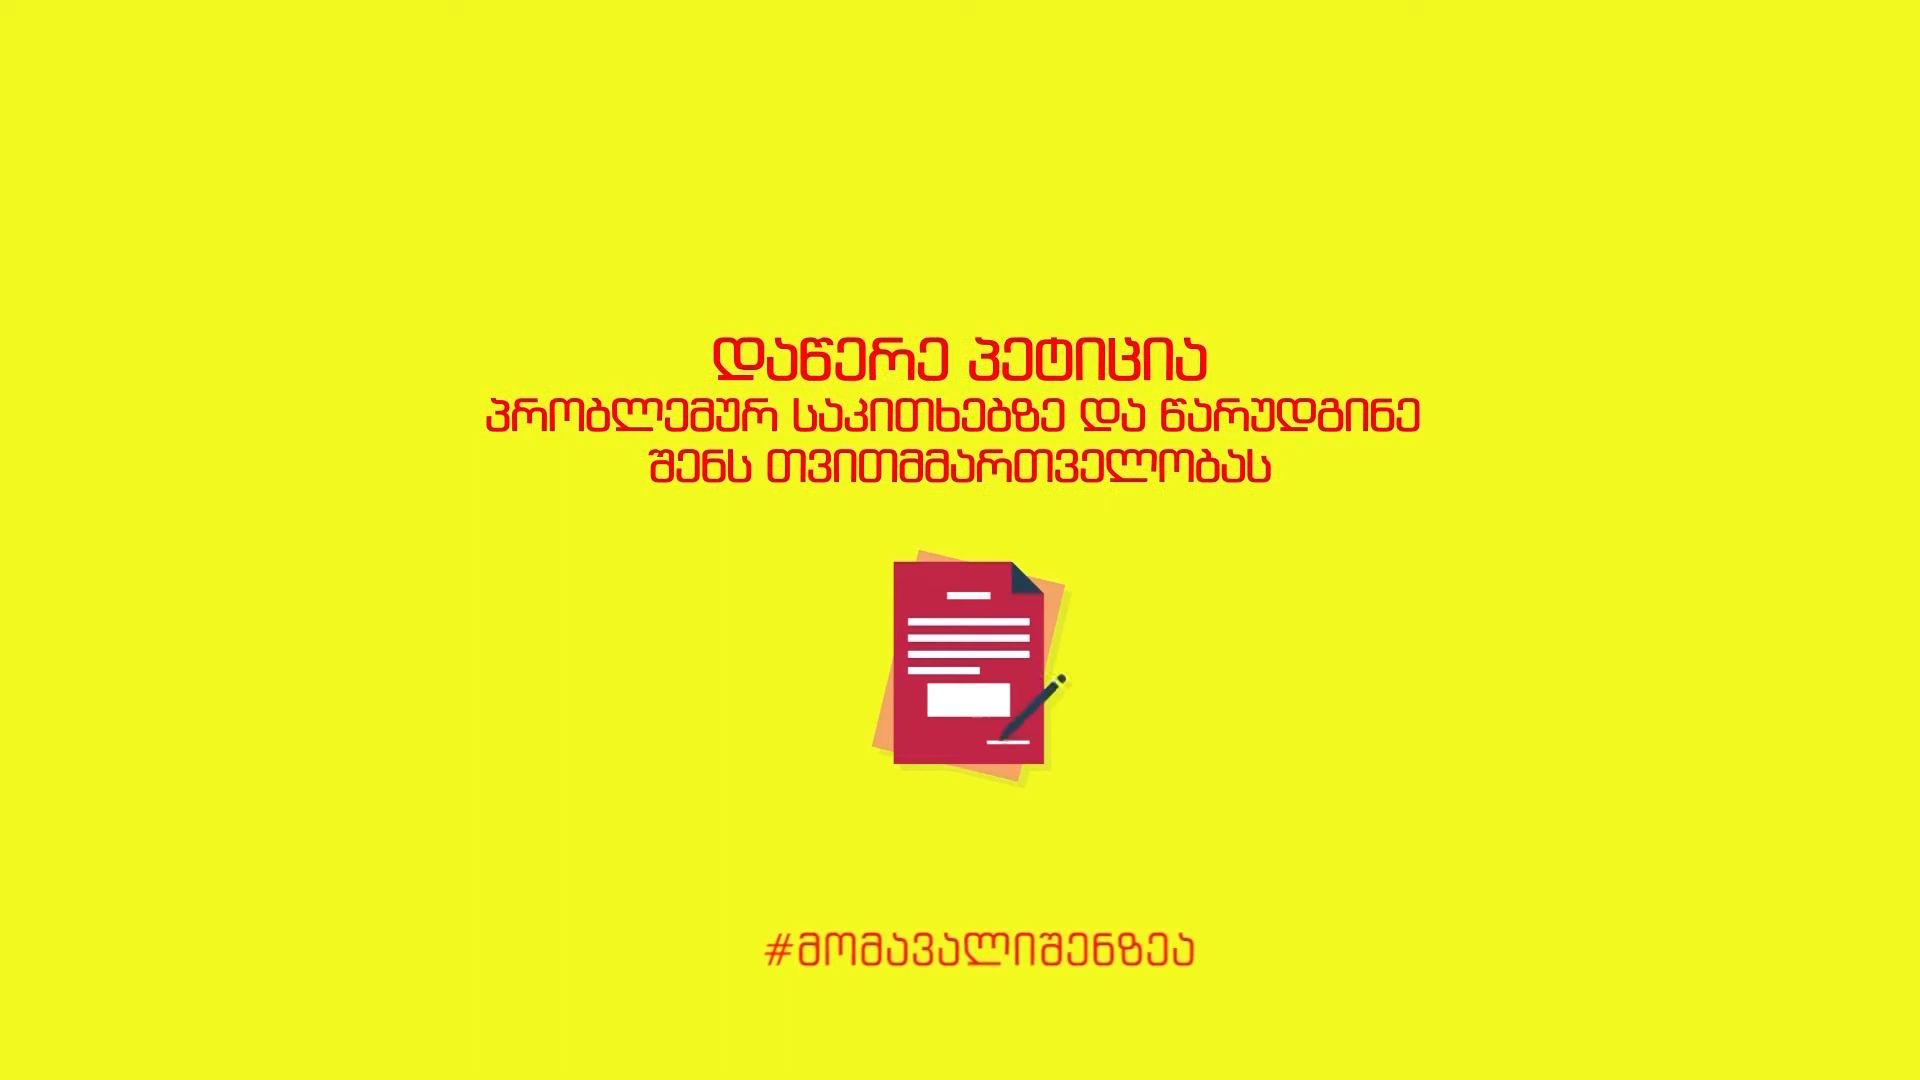 დაწერე პეტიცია
პრობლემურ საკითხებზე და წარუდგინე
შენს თვითმმართველობას
#მომავალიშენზეა